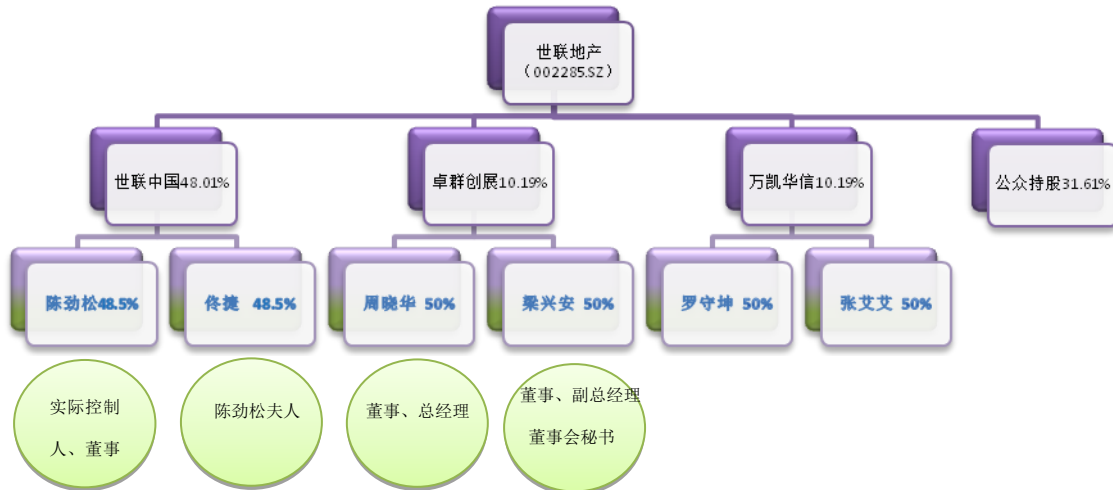 世联地产
（002285.SZ）
世联中国48.01%
卓群创展10.19%
万凯华信10.19%
公众持股31.61%
陈劲松48.5%
佟捷 48.5%
周晓华 50%
梁兴安 50%
罗守坤 50%
张艾艾 50%
实际控制
人、董事
陈劲松夫人
董事、总经理
董事、副总经理
董事会秘书